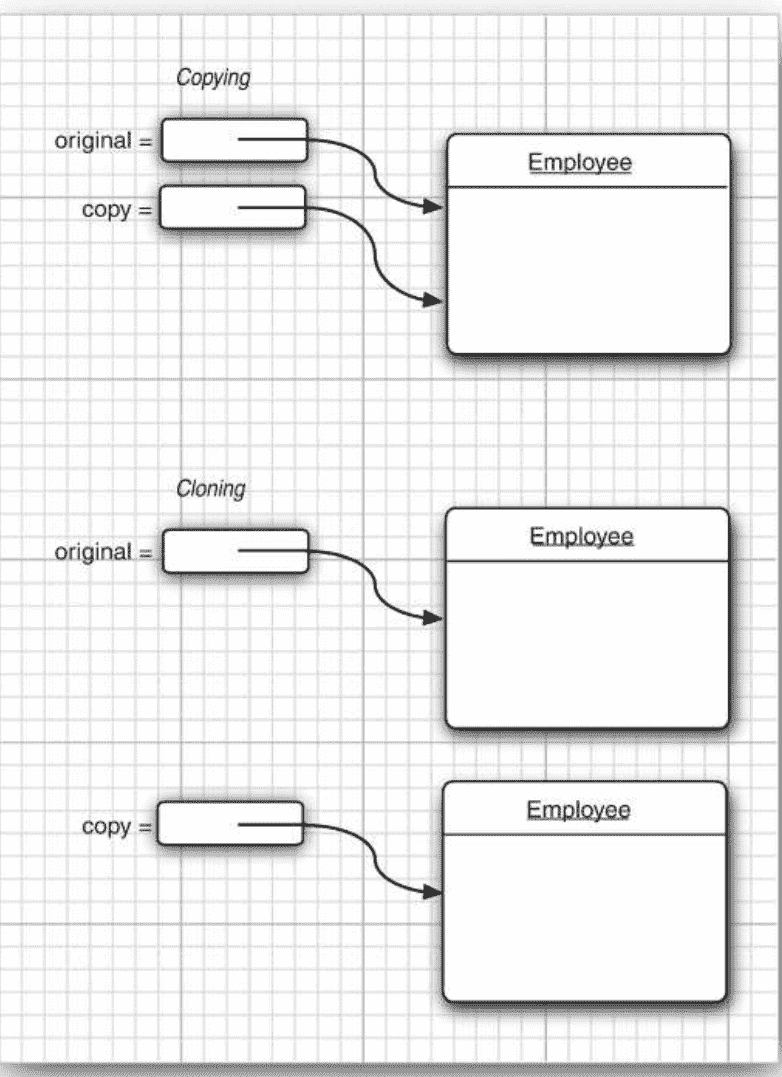 Copying
original =
Employee
copy =
Cloning
original =
Employee
copy =
Employee